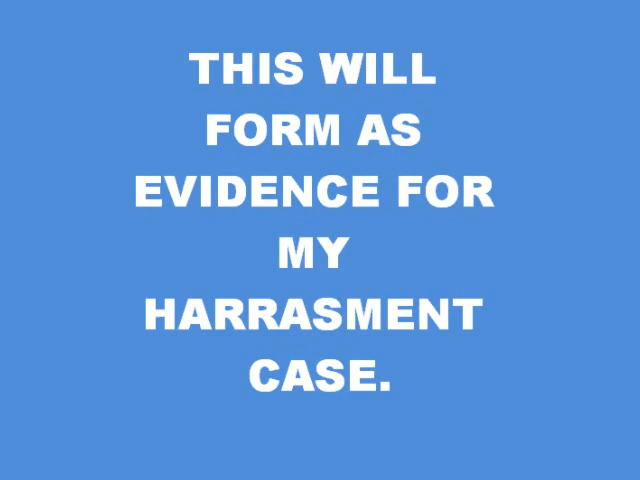 THIS WILL
FORM AS
EVIDENCE FOR
MY
HARRASMENT
CASE.